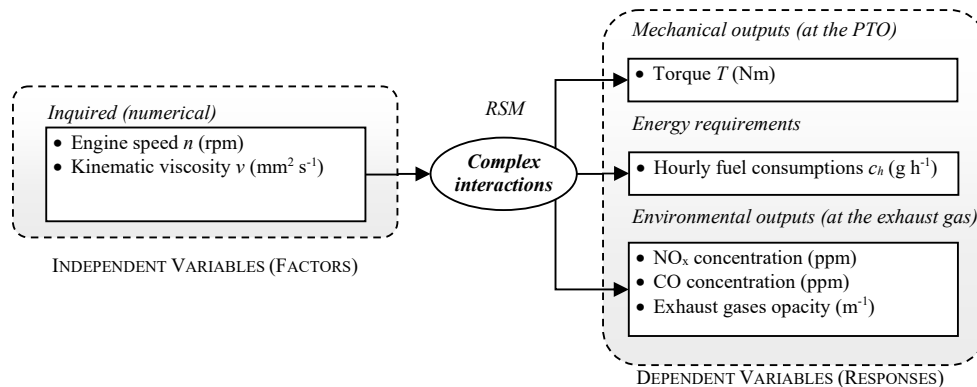 Inquired (numerical)
• Engine speed n (rpm)
• Kinematic viscosity ν (mm² s⁻¹)
INDEPENDENT VARIABLES (FACTORS)
RSM
Complex
interactions
Mechanical outputs (at the PTO)
• Torque T (Nm)
Energy requirements
• Hourly fuel consumptions cₕ (g h⁻¹)
Environmental outputs (at the exhaust gas)
• NOₓ concentration (ppm)
• CO concentration (ppm)
• Exhaust gases opacity (m⁻¹)
DEPENDENT VARIABLES (RESPONSES)